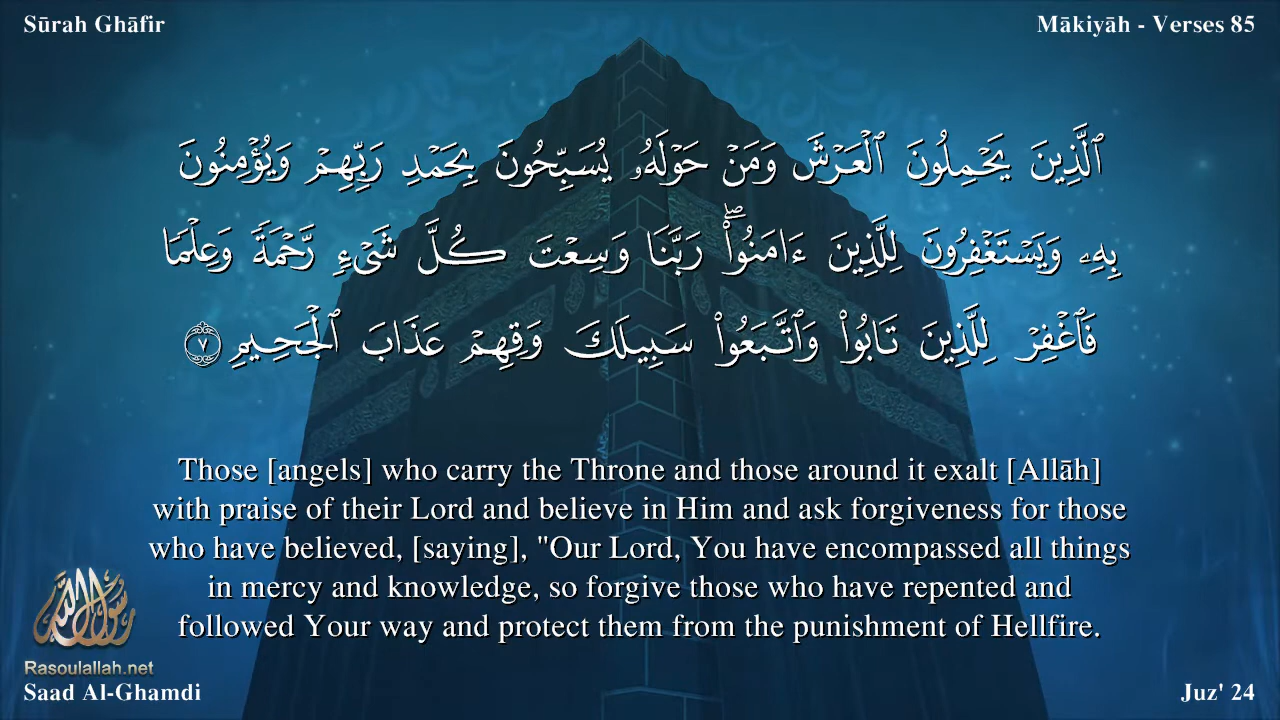 Sūrah Ghāfir
Mākiyāh - Verses 85
ٱلَّذِينَ يَحْمِلُونَ ٱلْعَرْشَ وَمَنْ حَوْلَهُۥ يُسَبِّحُونَ بِحَمْدِ رَبِّهِمْ وَيُؤْمِنُونَ
بِهِۦ وَيَسْتَغْفِرُونَ لِلَّذِينَ ءَامَنُوا۟ۖ رَبَّنَا وَسِعْتَ كُلَّ شَىْءٍ رَّحْمَةً وَعِلْمًا
فَٱغْفِرْ لِلَّذِينَ تَابُوا۟ وَٱتَّبَعُوا۟ سَبِيلَكَ وَقِهِمْ عَذَابَ ٱلْجَحِيمِ ٧
Those [angels] who carry the Throne and those around it exalt [Allāh]
with praise of their Lord and believe in Him and ask forgiveness for those
who have believed, [saying], "Our Lord, You have encompassed all things
in mercy and knowledge, so forgive those who have repented and
followed Your way and protect them from the punishment of Hellfire.
رسول الله
Rasoulallah.net
Saad Al-Ghamdi
Juz' 24